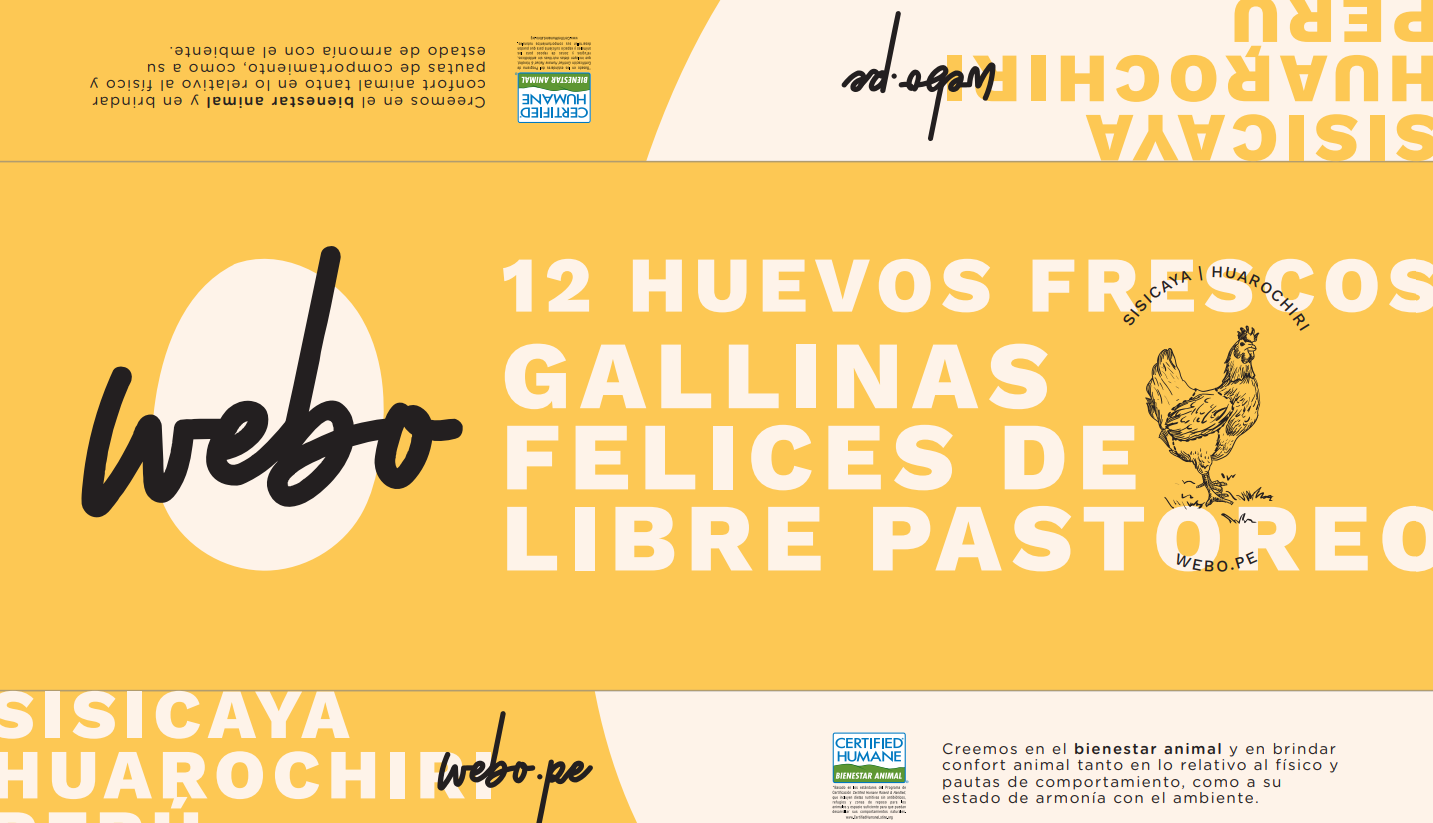 Creemos en el bienestar animal y en brindar
confort animal tanto en lo relativo al físico y
pautas de comportamiento, como a su
estado de armonía con el ambiente.
CERTIFIED
HUMANE
BIENESTAR ANIMAL
webo.pe
SISICAYA
HUAROCHIRI
PERÚ
webo
12 HUEVOS FRESCOS
GALLINAS
FELICES DE
LIBRE PASTOREO
SISICAYA | HUAROCHIRI
WEBO.PE
SISICAYA
HUAROCHIRI
PERÚ
webo.pe
CERTIFIED
HUMANE
BIENESTAR ANIMAL
Creemos en el bienestar animal y en brindar
confort animal tanto en lo relativo al físico y
pautas de comportamiento, como a su
estado de armonía con el ambiente.